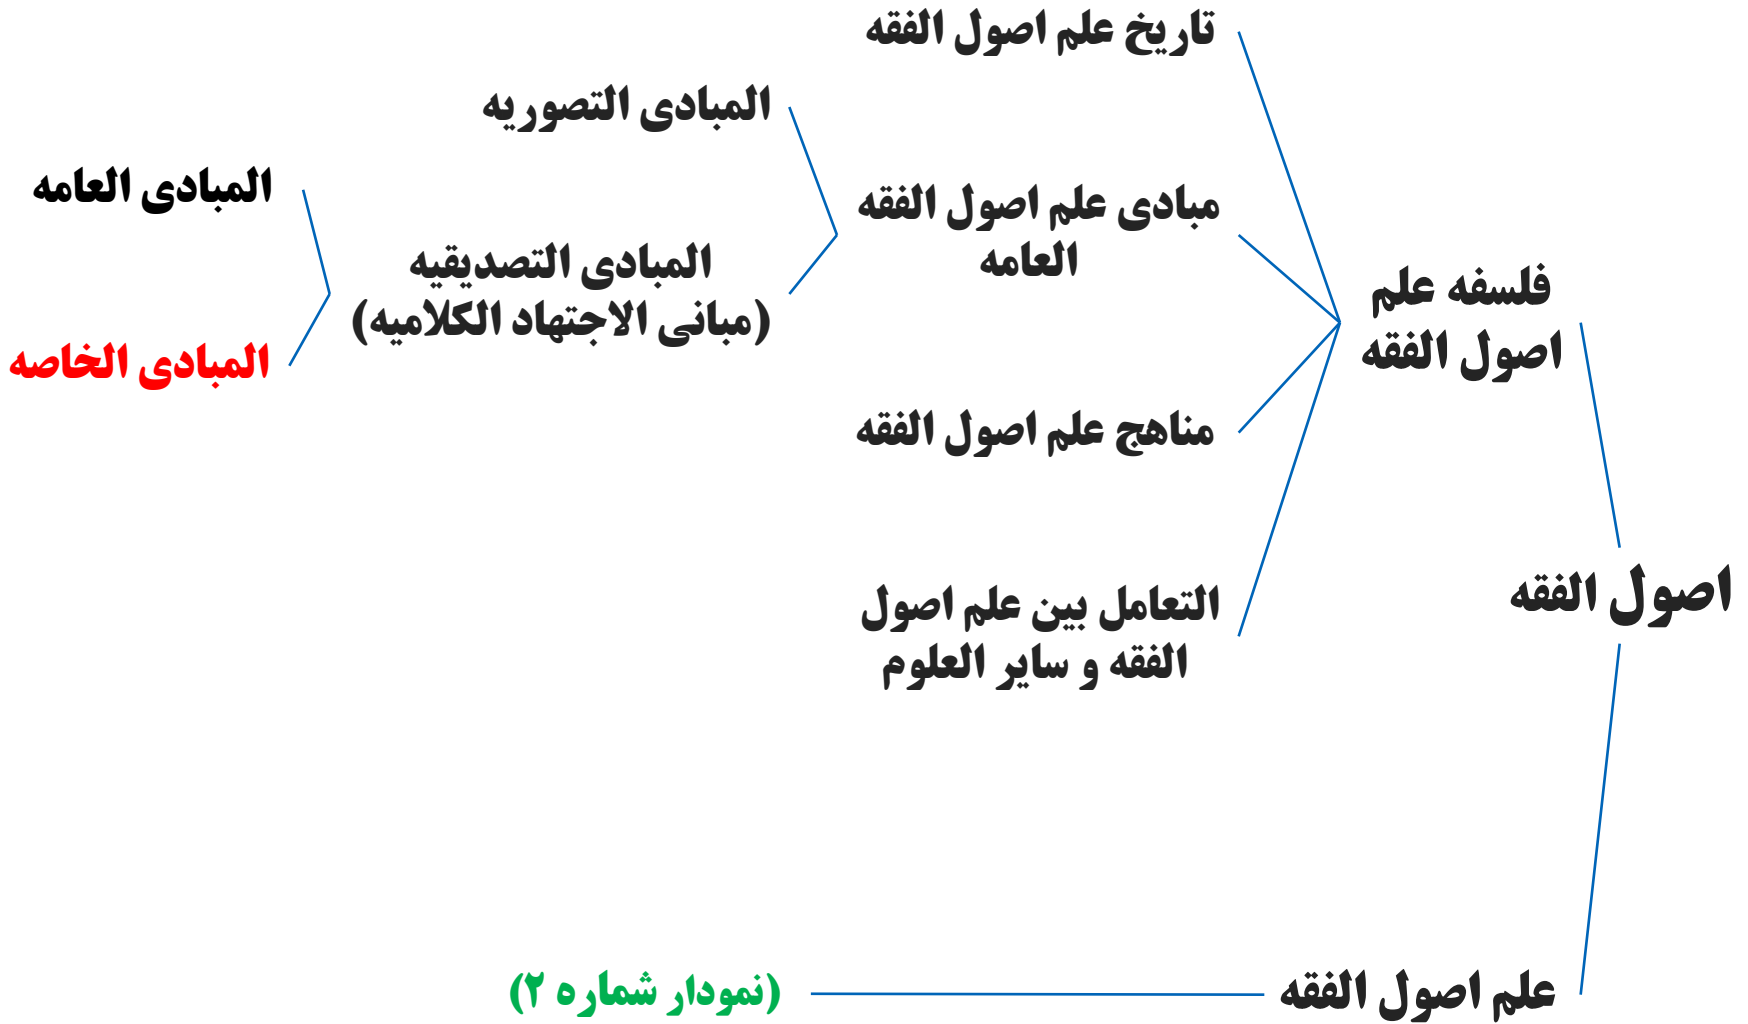 تاریخ علم اصول الفقه
المبادی التصوریه
المبادی العامه
مبادی علم اصول الفقه
العامه
المبادی التصدیقیه
(مبانی الاجتهاد الکلامیه)
فلسفه علم
اصول الفقه
المبادی الخاصه
مناهج علم اصول الفقه
اصول الفقه
التعامل بین علم اصول
الفقه و سایر العلوم
علم اصول الفقه
(نمودار شماره ۲)